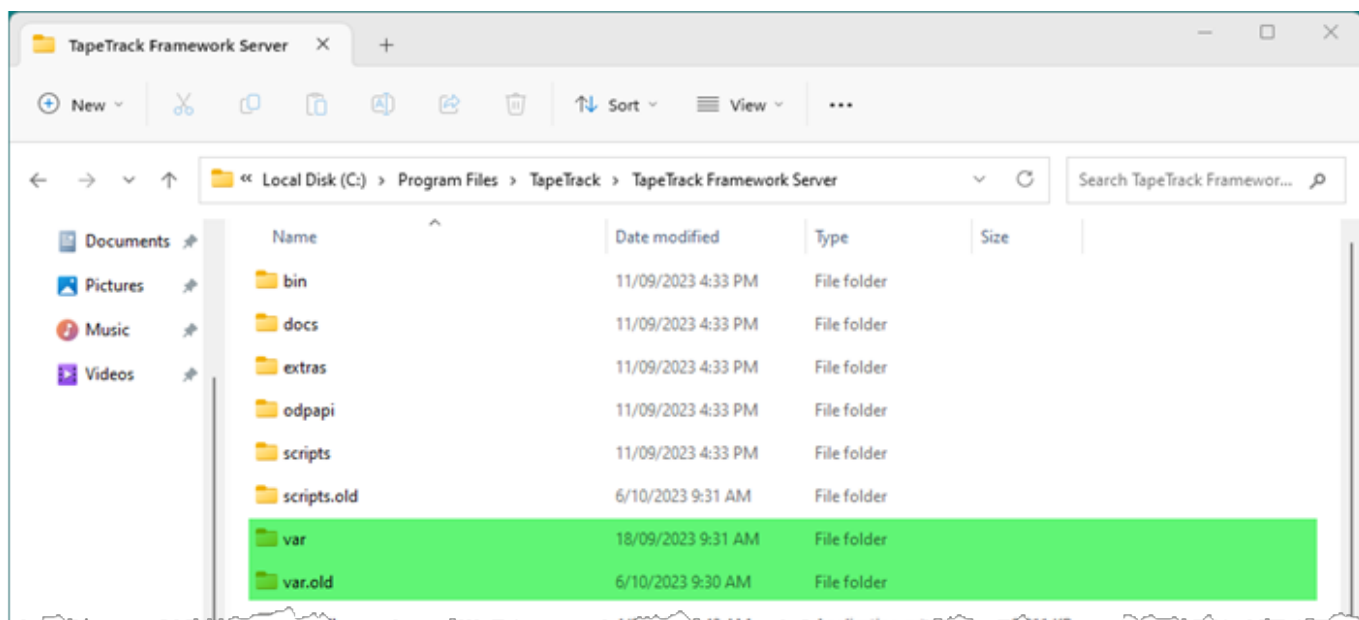 TapeTrack Framework Server
New
Sort
View
« Local Disk (C:) > Program Files > TapeTrack > TapeTrack Framework Server
Search TapeTrack Framewor...
Documents
Pictures
Music
Videos
Name Date modified Type Size
bin 11/09/2023 4:33 PM File folder
docs 11/09/2023 4:33 PM File folder
extras 11/09/2023 4:33 PM File folder
odpapi 11/09/2023 4:33 PM File folder
scripts 11/09/2023 4:33 PM File folder
scripts.old 6/10/2023 9:31 AM File folder
var 18/09/2023 9:31 AM File folder
var.old 6/10/2023 9:30 AM File folder